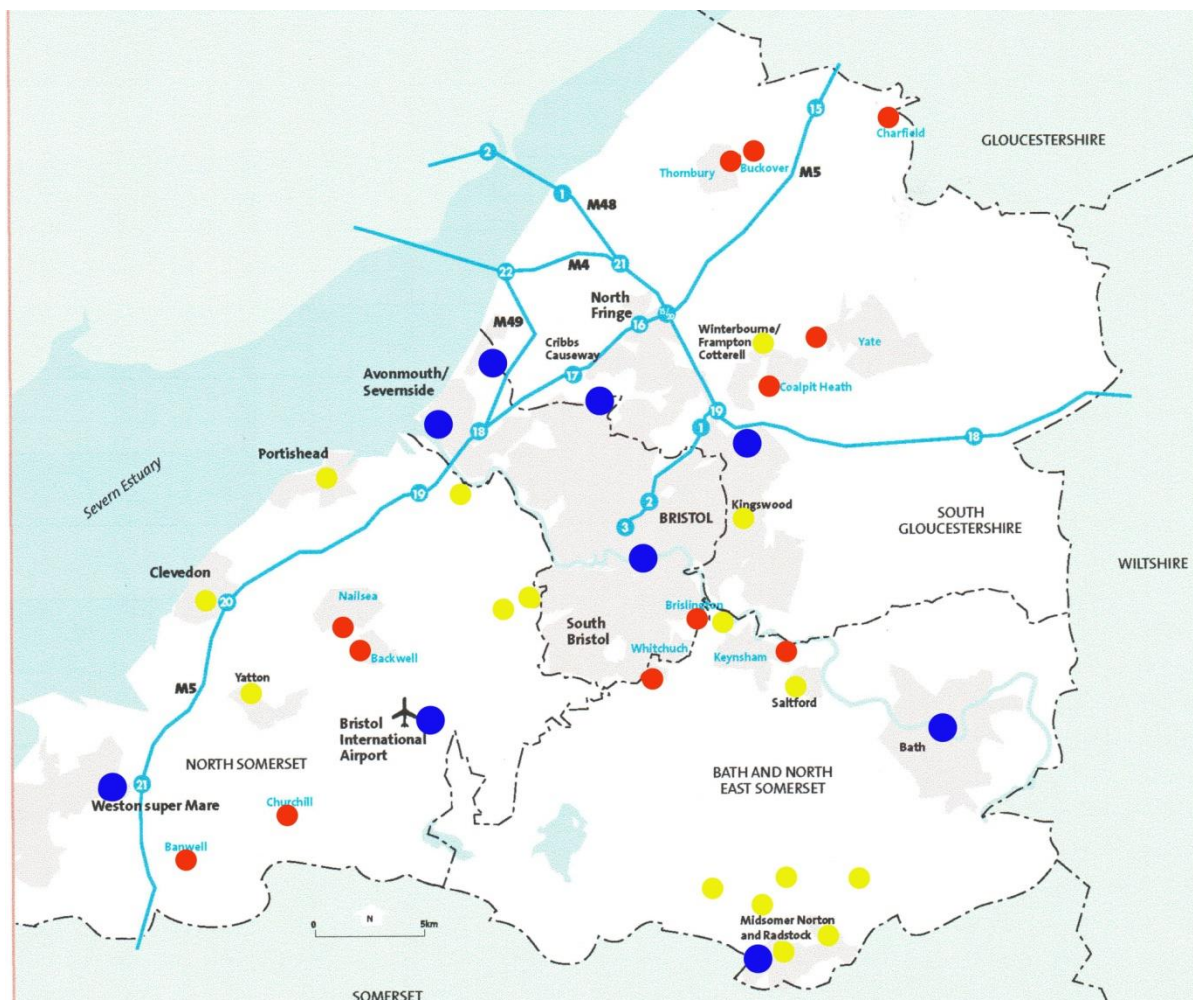 15
Charfield
GLOUCESTERSHIRE
2
Thornbury
Buckover
M5
1
M48
22
M4
21
North
Fringe
M49
16
15/
20
Cribbs
Causeway
17
Winterbourne/
Frampton
Cotterell
Yate
Coalpit Heath
Avonmouth/
Severnside
18
19
1
18
Portishead
19
2
3
BRISTOL
Kingswood
SOUTH
GLOUCESTERSHIRE
Severn Estuary
WILTSHIRE
Clevedon
20
Nailsea
Backwell
South
Bristol
Brislington
Whitchuch
Keynsham
M5
Yatton
Saltford
Bristol
International
Airport
Bath
NORTH SOMERSET
BATH AND NORTH
EAST SOMERSET
21
Weston super Mare
Churchill
Banwell
N
0
5km
Midsomer Norton
and Radstock
SOMERSET